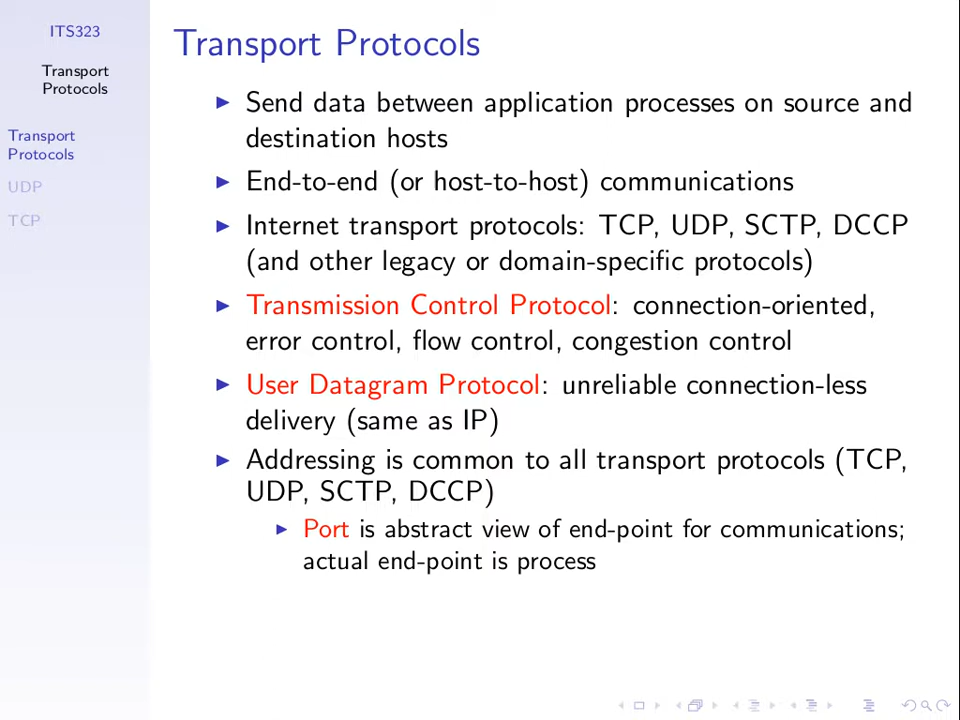 ITS323
Transport
Protocols
Transport
Protocols
UDP
TCP
Transport Protocols
Send data between application processes on source and
destination hosts
End-to-end (or host-to-host) communications
Internet transport protocols: TCP, UDP, SCTP, DCCP
(and other legacy or domain-specific protocols)
Transmission Control Protocol: connection-oriented,
error control, flow control, congestion control
User Datagram Protocol: unreliable connection-less
delivery (same as IP)
Addressing is common to all transport protocols (TCP,
UDP, SCTP, DCCP)
Port is abstract view of end-point for communications;
actual end-point is process